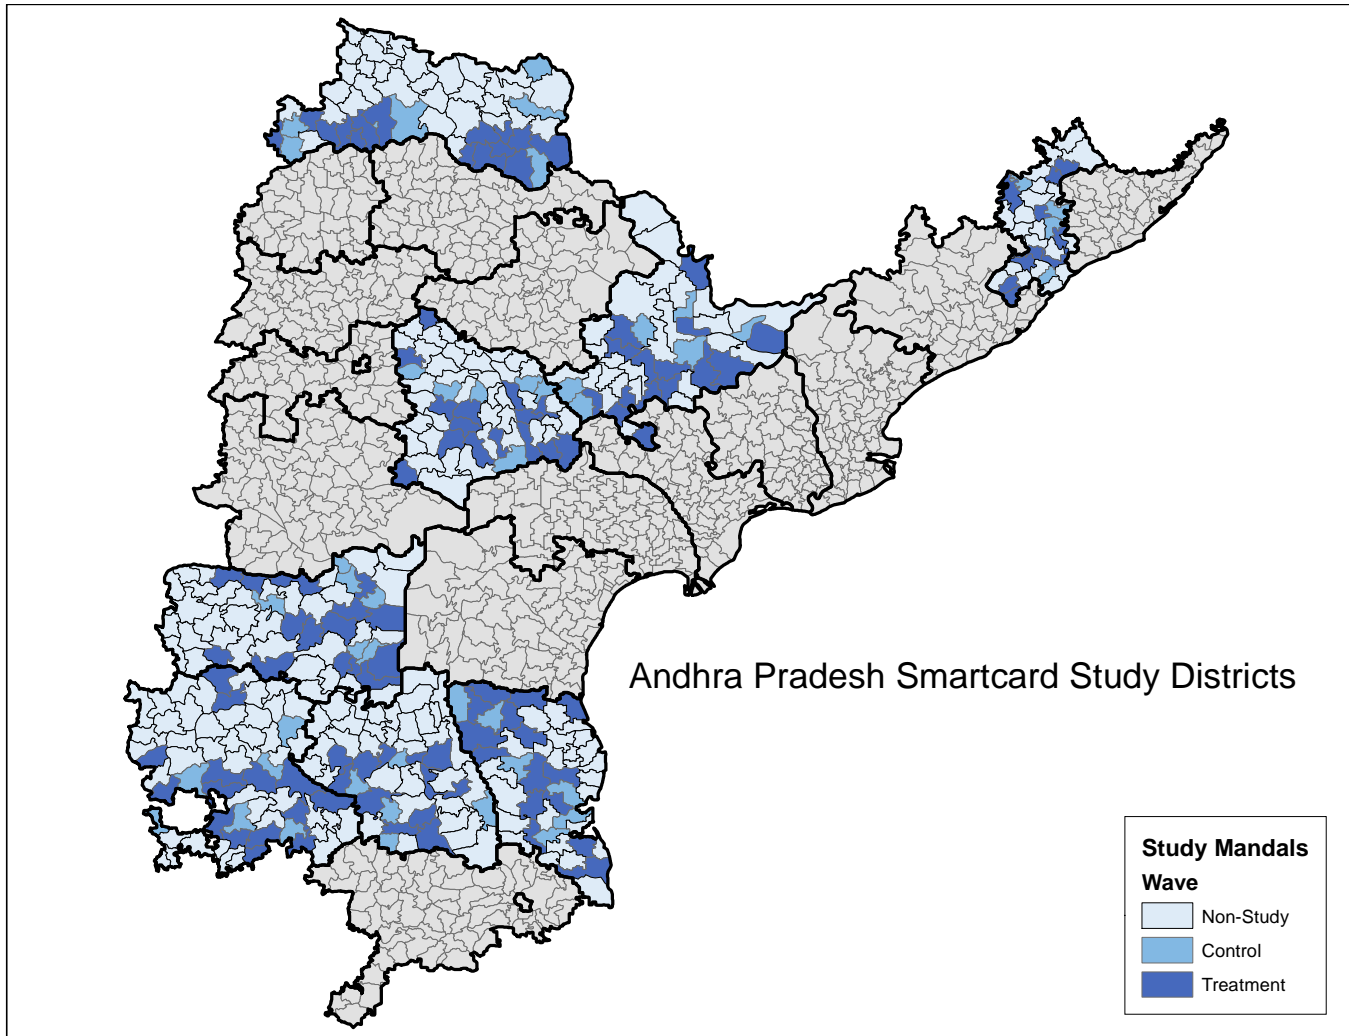 Andhra Pradesh Smartcard Study Districts
Study Mandals
Wave
Non-Study
Control
Treatment